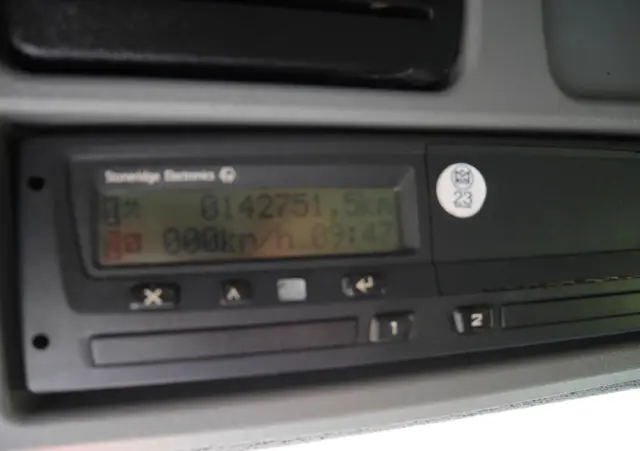 Stoneridge Electronics
0142751,5km
000km/h 09:47
23
1
2